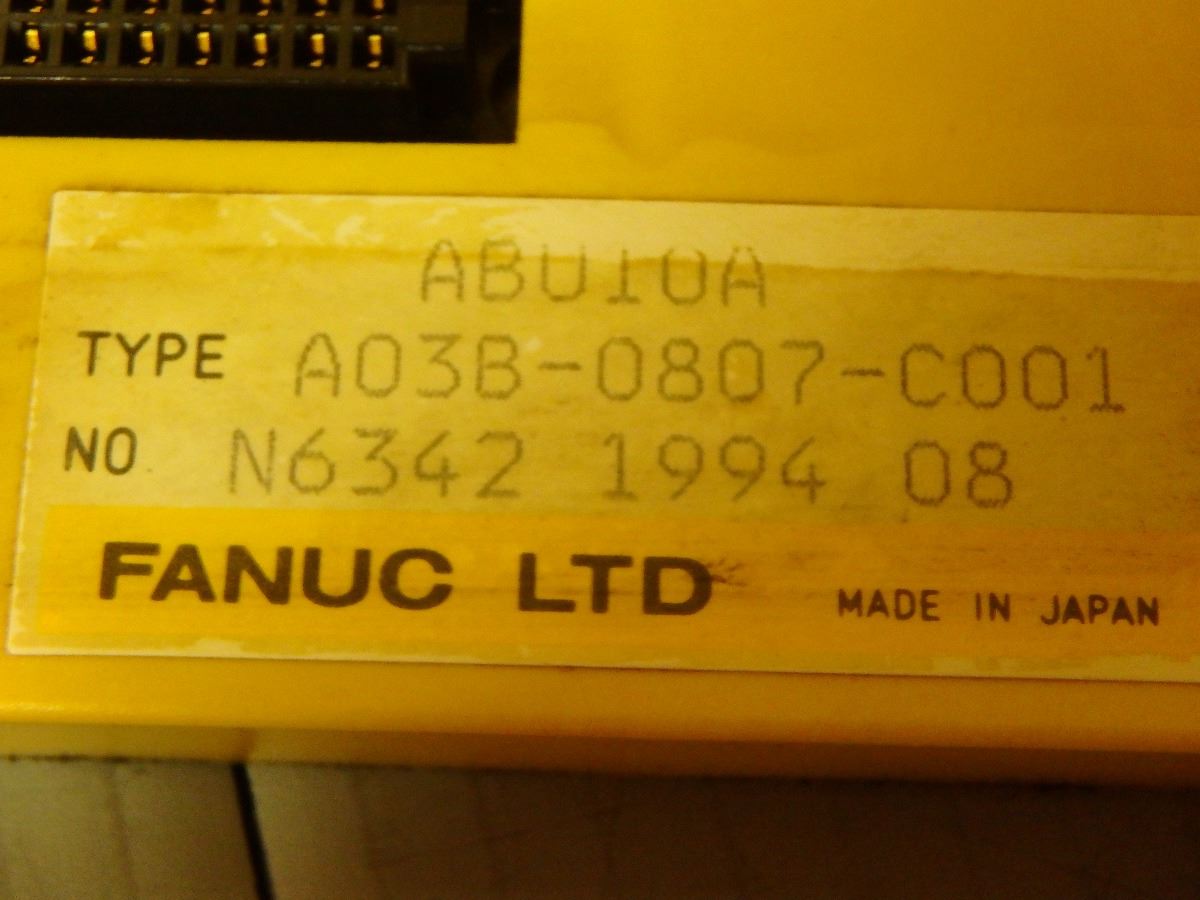 ABU10A
TYPE A03B-0807-C001
NO N6342 1994 08
FANUC LTD MADE IN JAPAN